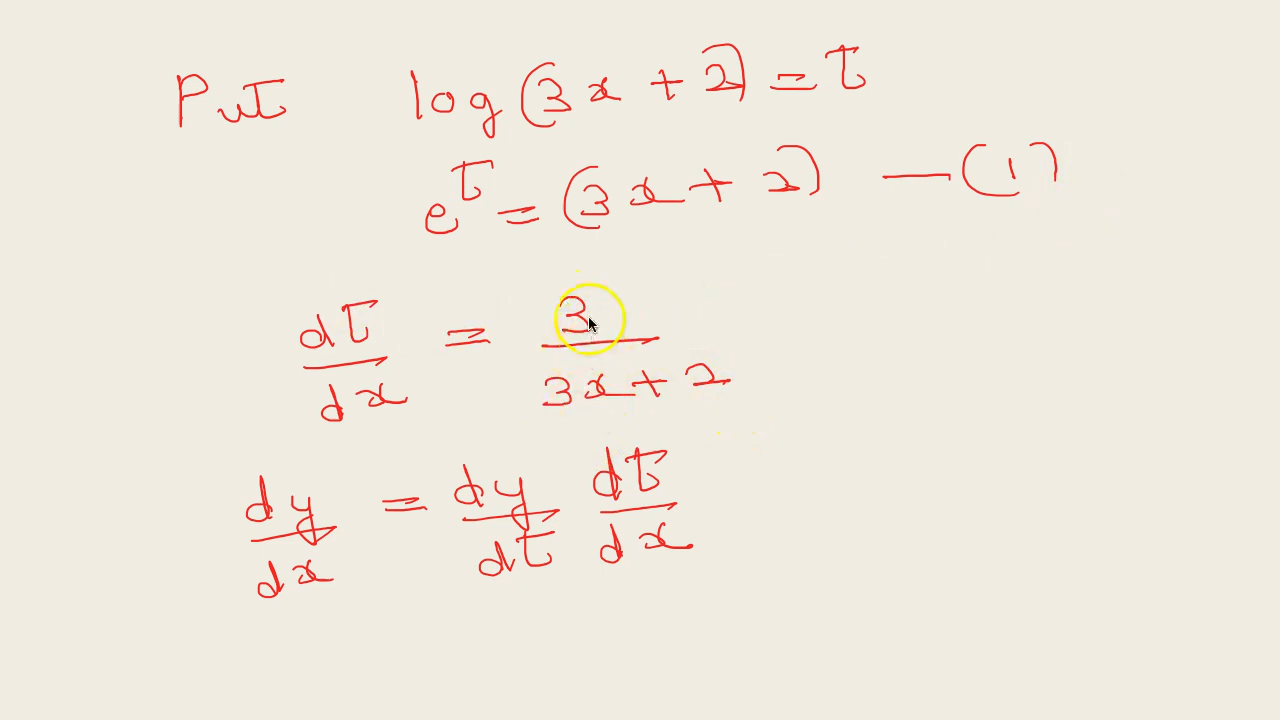 Put log(3x+2)=t
e^t = (3x+2) —(1)
dt/dx = 3/(3x+2)
dy/dx = dy/dt dt/dx